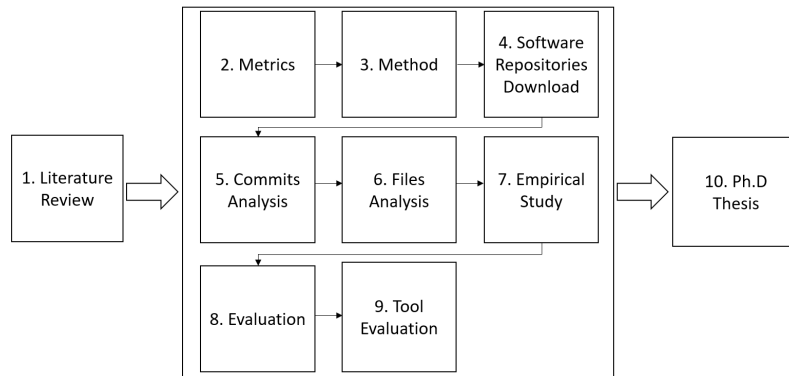 1. Literature
Review
2. Metrics
3. Method
4. Software
Repositories
Download
5. Commits
Analysis
6. Files
Analysis
7. Empirical
Study
8. Evaluation
9. Tool
Evaluation
10. Ph.D
Thesis